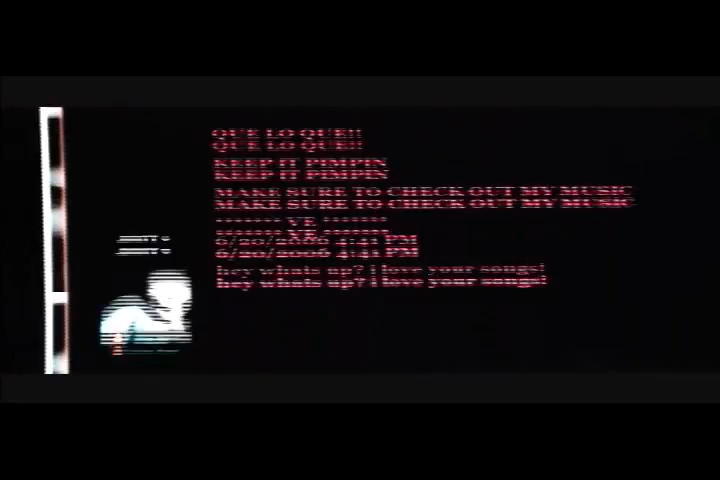 QUE LO QUE!!
KEEP IT PIMPIN
MAKE SURE TO CHECK OUT MY MUSIC
******** YE ********
6/20/2006 4:41 PM
hey whats up? i love your songs!